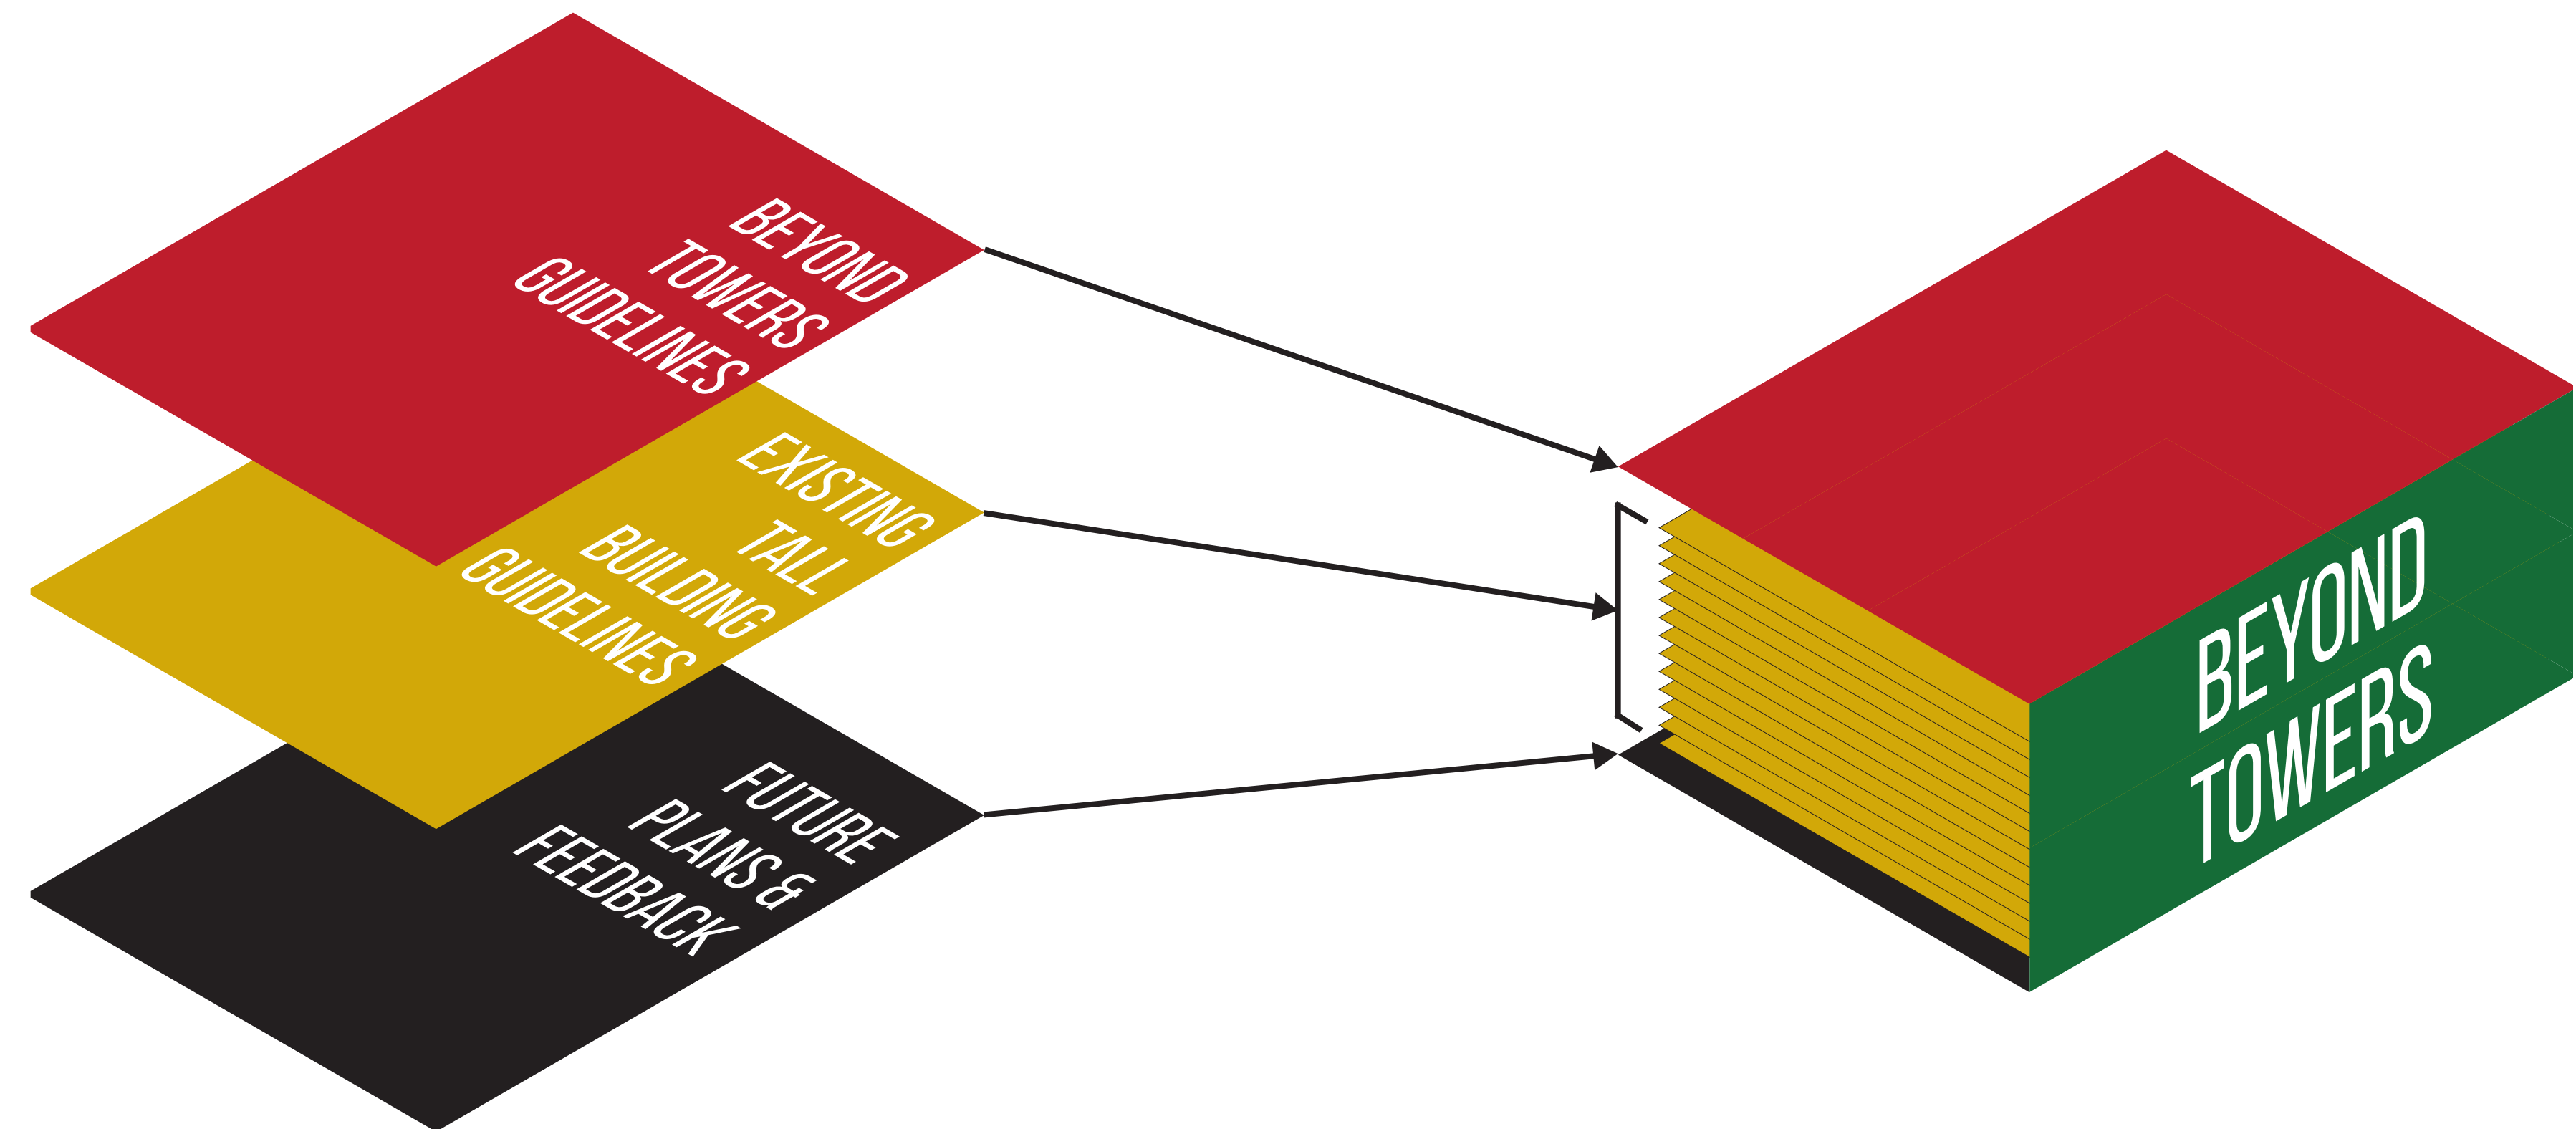 BEYOND
TOWERS
GUIDELINES
EXISTING
TALL
BUILDING
GUIDELINES
FUTURE
PLANS &
FEEDBACK
BEYOND
TOWERS